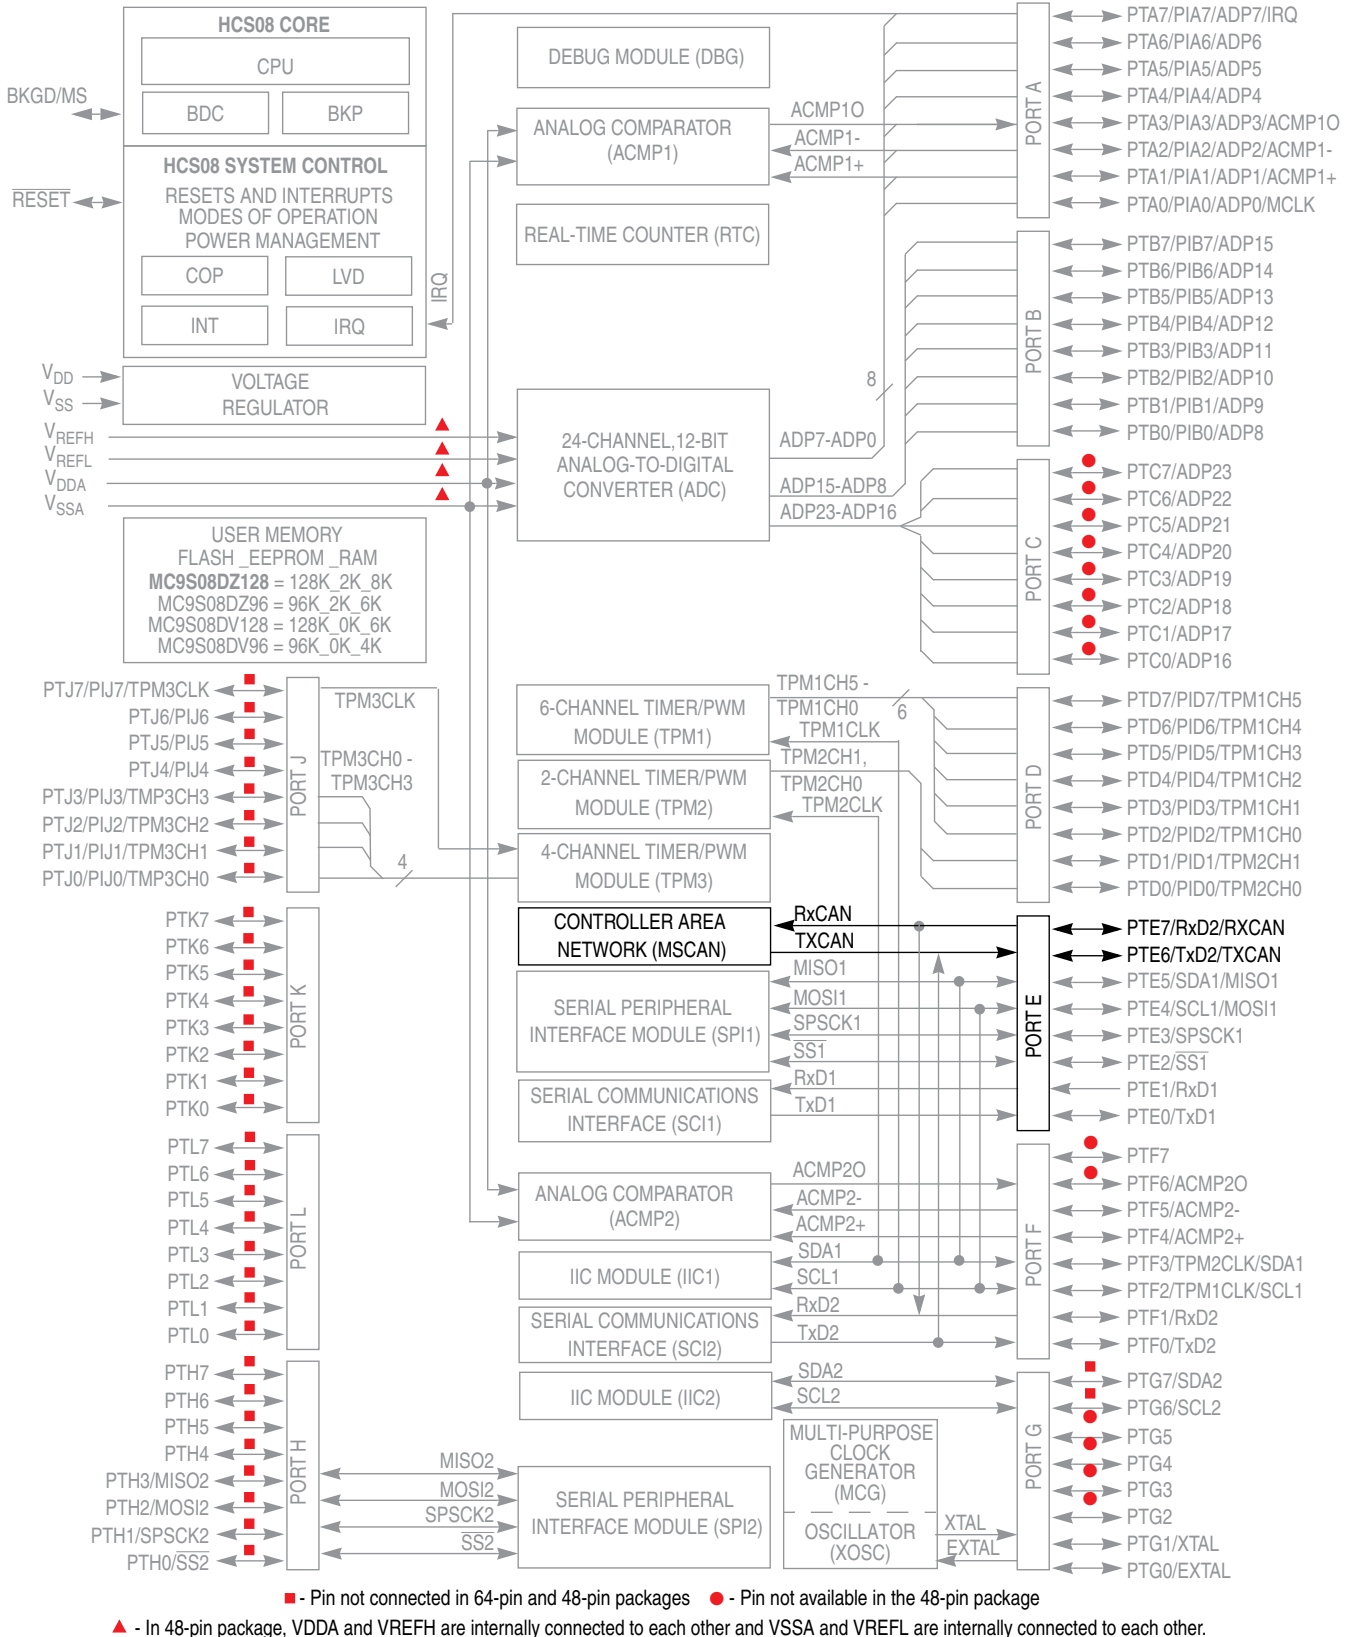 HCS08 CORE
CPU
BDC
BKP
BKGD/MS
HCS08 SYSTEM CONTROL
RESETS AND INTERRUPTS
MODES OF OPERATION
POWER MANAGEMENT
RESET
COP
LVD
INT
IRQ
IRQ
VOLTAGE
REGULATOR
VDD
VSS
VREFH
VREFL
VDDA
VSSA
USER MEMORY
FLASH _EEPROM _RAM
MC9S08DZ128 = 128K_2K_8K
MC9S08DZ96 = 96K_2K_6K
MC9S08DV128 = 128K_0K_6K
MC9S08DV96 = 96K_0K_4K
DEBUG MODULE (DBG)
ANALOG COMPARATOR
(ACMP1)
ACMP1O
ACMP1-
ACMP1+
REAL-TIME COUNTER (RTC)
24-CHANNEL,12-BIT
ANALOG-TO-DIGITAL
CONVERTER (ADC)
8
ADP7-ADP0
ADP15-ADP8
ADP23-ADP16
PORT A
PTA7/PIA7/ADP7/IRQ
PTA6/PIA6/ADP6
PTA5/PIA5/ADP5
PTA4/PIA4/ADP4
PTA3/PIA3/ADP3/ACMP1O
PTA2/PIA2/ADP2/ACMP1-
PTA1/PIA1/ADP1/ACMP1+
PTA0/PIA0/ADP0/MCLK
PORT B
PTB7/PIB7/ADP15
PTB6/PIB6/ADP14
PTB5/PIB5/ADP13
PTB4/PIB4/ADP12
PTB3/PIB3/ADP11
PTB2/PIB2/ADP10
PTB1/PIB1/ADP9
PTB0/PIB0/ADP8
PORT C
PTC7/ADP23
PTC6/ADP22
PTC5/ADP21
PTC4/ADP20
PTC3/ADP19
PTC2/ADP18
PTC1/ADP17
PTC0/ADP16
PTJ7/PIJ7/TPM3CLK
PTJ6/PIJ6
PTJ5/PIJ5
PTJ4/PIJ4
PTJ3/PIJ3/TMP3CH3
PTJ2/PIJ2/TPM3CH2
PTJ1/PIJ1/TPM3CH1
PTJ0/PIJ0/TMP3CH0
PORT J
TPM3CLK
TPM3CH0 -
TPM3CH3
4
6-CHANNEL TIMER/PWM
MODULE (TPM1)
TPM1CH5 -
TPM1CH0
6
TPM1CLK
2-CHANNEL TIMER/PWM
MODULE (TPM2)
TPM2CH1,
TPM2CH0
TPM2CLK
4-CHANNEL TIMER/PWM
MODULE (TPM3)
PORT D
PTD7/PID7/TPM1CH5
PTD6/PID6/TPM1CH4
PTD5/PID5/TPM1CH3
PTD4/PID4/TPM1CH2
PTD3/PID3/TPM1CH1
PTD2/PID2/TPM1CH0
PTD1/PID1/TPM2CH1
PTD0/PID0/TPM2CH0
PTK7
PTK6
PTK5
PTK4
PTK3
PTK2
PTK1
PTK0
PORT K
CONTROLLER AREA
NETWORK (MSCAN)
RxCAN
TXCAN
SERIAL PERIPHERAL
INTERFACE MODULE (SPI1)
MISO1
MOSI1
SPSCK1
SS1
SERIAL COMMUNICATIONS
INTERFACE (SCI1)
RxD1
TxD1
PORT E
PTE7/RxD2/RXCAN
PTE6/TxD2/TXCAN
PTE5/SDA1/MISO1
PTE4/SCL1/MOSI1
PTE3/SPSCK1
PTE2/SS1
PTE1/RxD1
PTE0/TxD1
PTL7
PTL6
PTL5
PTL4
PTL3
PTL2
PTL1
PTL0
PORT L
ANALOG COMPARATOR
(ACMP2)
ACMP2O
ACMP2-
ACMP2+
IIC MODULE (IIC1)
SDA1
SCL1
SERIAL COMMUNICATIONS
INTERFACE (SCI2)
RxD2
TxD2
PORT F
PTF7
PTF6/ACMP2O
PTF5/ACMP2-
PTF4/ACMP2+
PTF3/TPM2CLK/SDA1
PTF2/TPM1CLK/SCL1
PTF1/RxD2
PTF0/TxD2
PTH7
PTH6
PTH5
PTH4
PTH3/MISO2
PTH2/MOSI2
PTH1/SPSCK2
PTH0/SS2
PORT H
MISO2
MOSI2
SPSCK2
SS2
IIC MODULE (IIC2)
SDA2
SCL2
SERIAL PERIPHERAL
INTERFACE MODULE (SPI2)
MULTI-PURPOSE
CLOCK
GENERATOR
(MCG)
OSCILLATOR
(XOSC)
XTAL
EXTAL
PORT G
PTG7/SDA2
PTG6/SCL2
PTG5
PTG4
PTG3
PTG2
PTG1/XTAL
PTG0/EXTAL
- Pin not connected in 64-pin and 48-pin packages
- Pin not available in the 48-pin package
- In 48-pin package, VDDA and VREFH are internally connected to each other and VSSA and VREFL are internally connected to each other.